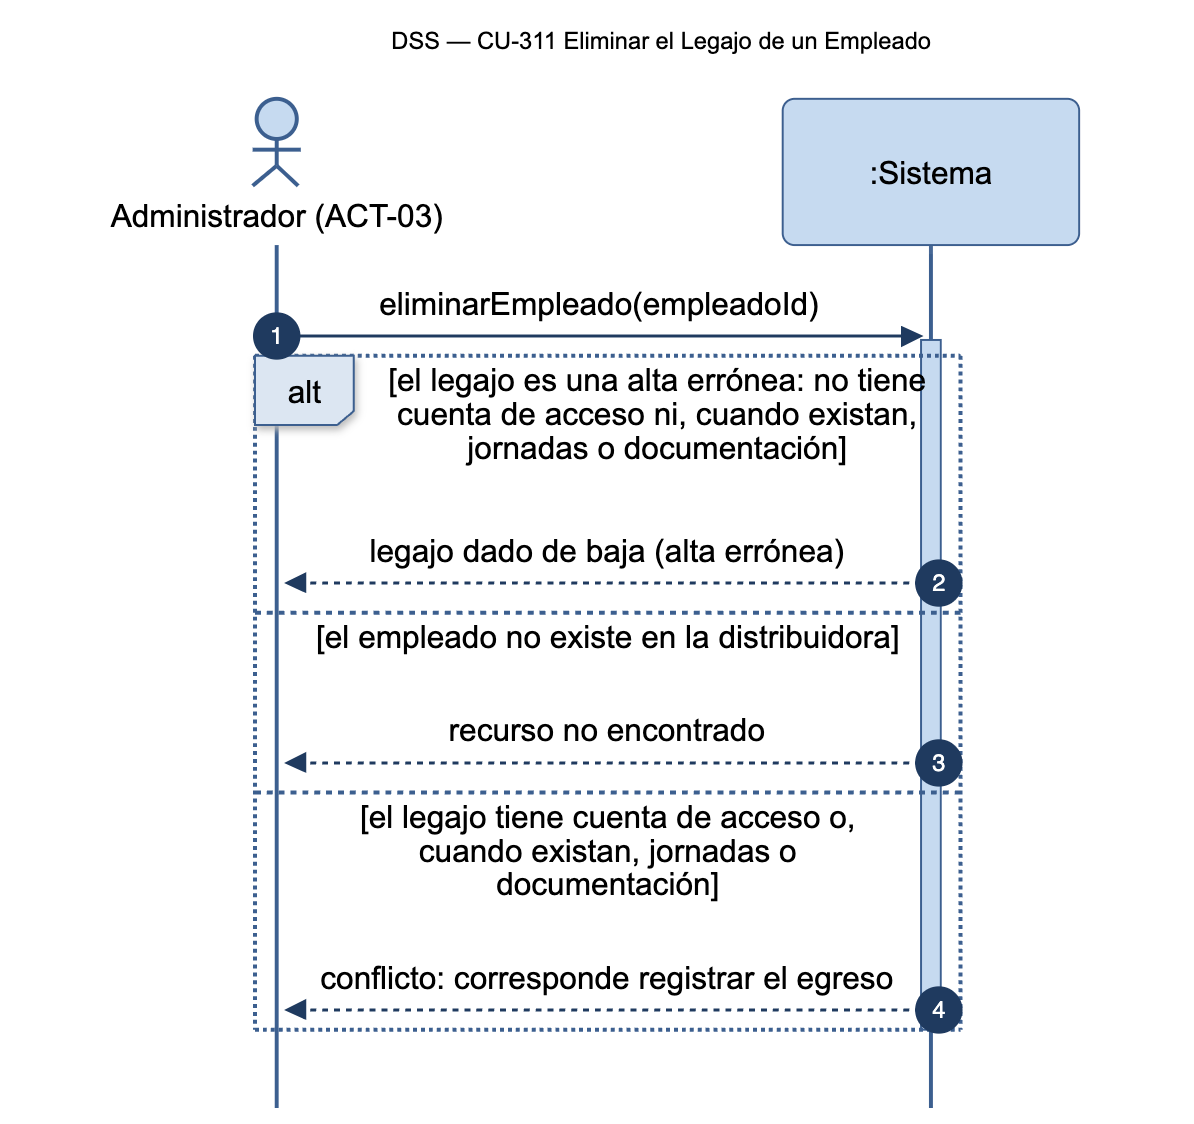 DSS — CU-311 Eliminar el Legajo de un Empleado
Administrador (ACT-03)
:Sistema
eliminarEmpleado(empleadoId)
1
alt
[el legajo es una alta errónea: no tiene
cuenta de acceso ni, cuando existan,
jornadas o documentación]
legajo dado de baja (alta errónea)
2
[el empleado no existe en la distribuidora]
recurso no encontrado
3
[el legajo tiene cuenta de acceso o,
cuando existan, jornadas o
documentación]
conflicto: corresponde registrar el egreso
4